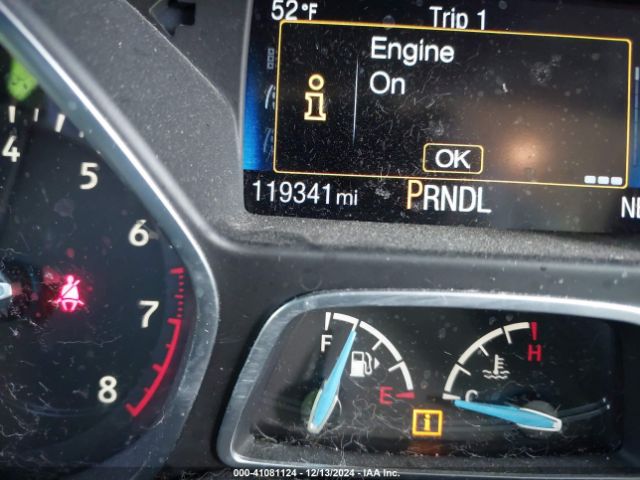 52°F Trip 1
Engine
On
OK
119341 mi PRNDL
4
5
6
7
8
F E
H C
000-41081124 - 12/13/2024 - IAA Inc.